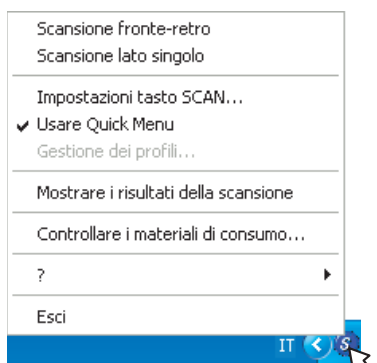 Scansione fronte-retro
Scansione lato singolo
Impostazioni tasto SCAN...
Usare Quick Menu
Gestione dei profili...
Mostrare i risultati della scansione
Controllare i materiali di consumo...
?
Esci
IT
S